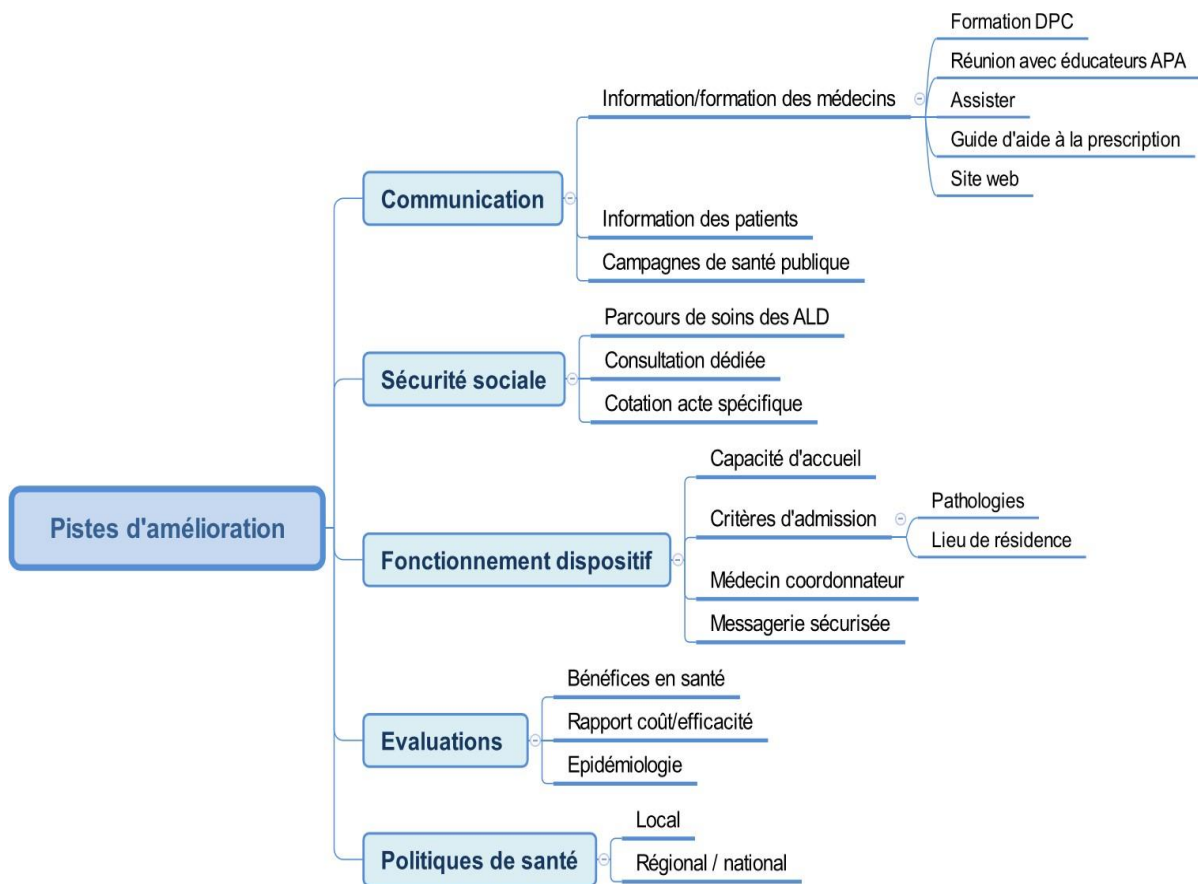 Pistes d'amélioration
Communication
Information/formation des médecins
Formation DPC
Réunion avec éducateurs APA
Assister
Guide d'aide à la prescription
Site web
Information des patients
Campagnes de santé publique
Sécurité sociale
Parcours de soins des ALD
Consultation dédiée
Cotation acte spécifique
Fonctionnement dispositif
Capacité d'accueil
Critères d'admission
Pathologies
Lieu de résidence
Médecin coordonnateur
Messagerie sécurisée
Evaluations
Bénéfices en santé
Rapport coût/efficacité
Epidémiologie
Politiques de santé
Local
Régional / national